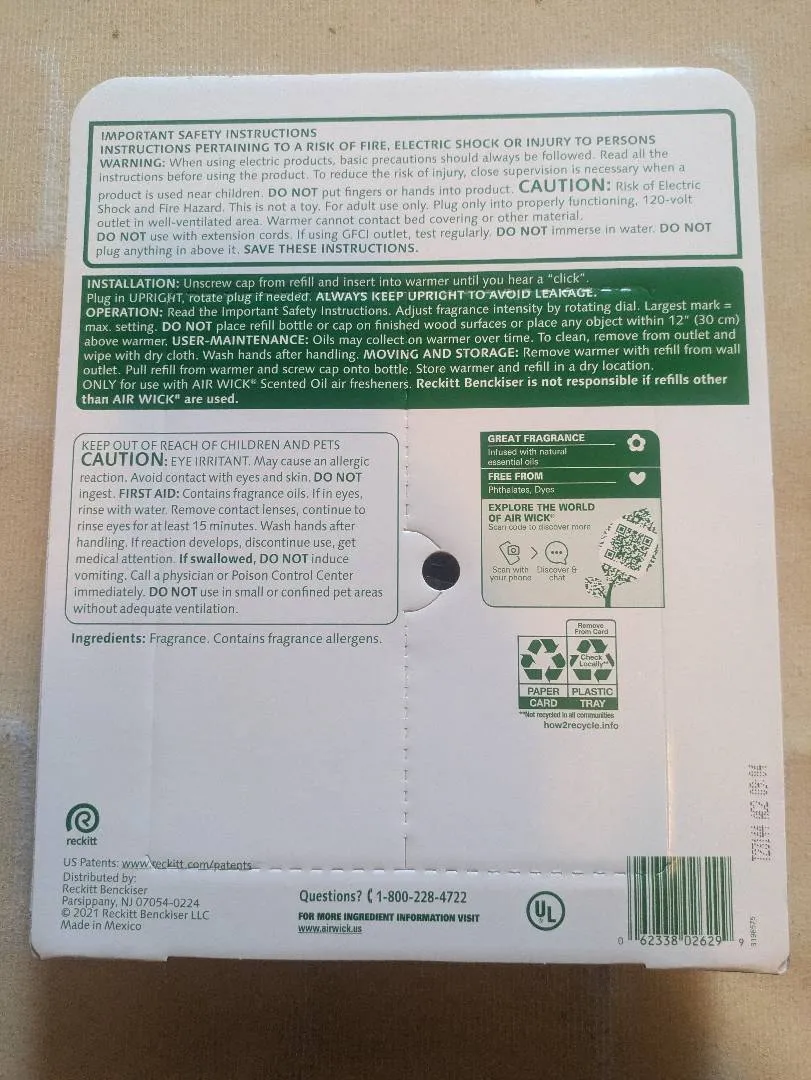 IMPORTANT SAFETY INSTRUCTIONS
INSTRUCTIONS PERTAINING TO A RISK OF FIRE, ELECTRIC SHOCK OR INJURY TO PERSONS
WARNING: When using electric products, basic precautions should always be followed. Read all the
instructions before using the product. To reduce the risk of injury, close supervision is necessary when a
product is used near children. DO NOT put fingers or hands into product. CAUTION: Risk of Electric
Shock and Fire Hazard. This is not a toy. For adult use only. Plug only into properly functioning, 120-volt
outlet in well-ventilated area. Warmer cannot contact bed covering or other material.
DO NOT use with extension cords. If using GFCI outlet, test regularly. DO NOT immerse in water. DO NOT
plug anything in above it. SAVE THESE INSTRUCTIONS.
INSTALLATION: Unscrew cap from refill and insert into warmer until you hear a "click".
Plug in UPRIGHT, rotate plug if needed. ALWAYS KEEP UPRIGHT TO AVOID LEAKAGE.
OPERATION: Read the Important Safety Instructions. Adjust fragrance intensity by rotating dial. Largest mark =
max. setting. DO NOT place refill bottle or cap on finished wood surfaces or place any object within 12" (30 cm)
above warmer. USER-MAINTENANCE: Oils may collect on warmer over time. To clean, remove from outlet and
wipe with dry cloth. Wash hands after handling. MOVING AND STORAGE: Remove warmer with refill from wall
outlet. Pull refill from warmer and screw cap onto bottle. Store warmer and refill in a dry location.
ONLY for use with AIR WICK® Scented Oil air fresheners. Reckitt Benckiser is not responsible if refills other
than AIR WICK® are used.
KEEP OUT OF REACH OF CHILDREN AND PETS
CAUTION: EYE IRRITANT. May cause an allergic
reaction. Avoid contact with eyes and skin. DO NOT
ingest. FIRST AID: Contains fragrance oils. If in eyes,
rinse with water. Remove contact lenses, continue to
rinse eyes for at least 15 minutes. Wash hands after
handling. If reaction develops, discontinue use, get
medical attention. If swallowed, DO NOT induce
vomiting. Call a physician or Poison Control Center
immediately. DO NOT use in small or confined pet areas
without adequate ventilation.
Ingredients: Fragrance. Contains fragrance allergens.
GREAT FRAGRANCE
Infused with natural
essential oils
FREE FROM
Phthalates, Dyes
EXPLORE THE WORLD
OF AIR WICK®
Scan code to discover more
Scan with
your phone
Discover &
chat
Remove
From Card
Check
Locally**
PAPER PLASTIC
CARD TRAY
**Not recycled in all communities
how2recycle.info
reckitt
US Patents: www.reckitt.com/patents
Distributed by:
Reckitt Benckiser
Parsippany, NJ 07054-0224
© 2021 Reckitt Benckiser LLC
Made in Mexico
Questions? 1-800-228-4722
FOR MORE INGREDIENT INFORMATION VISIT
www.airwick.us
UL
0 62338 02629 9